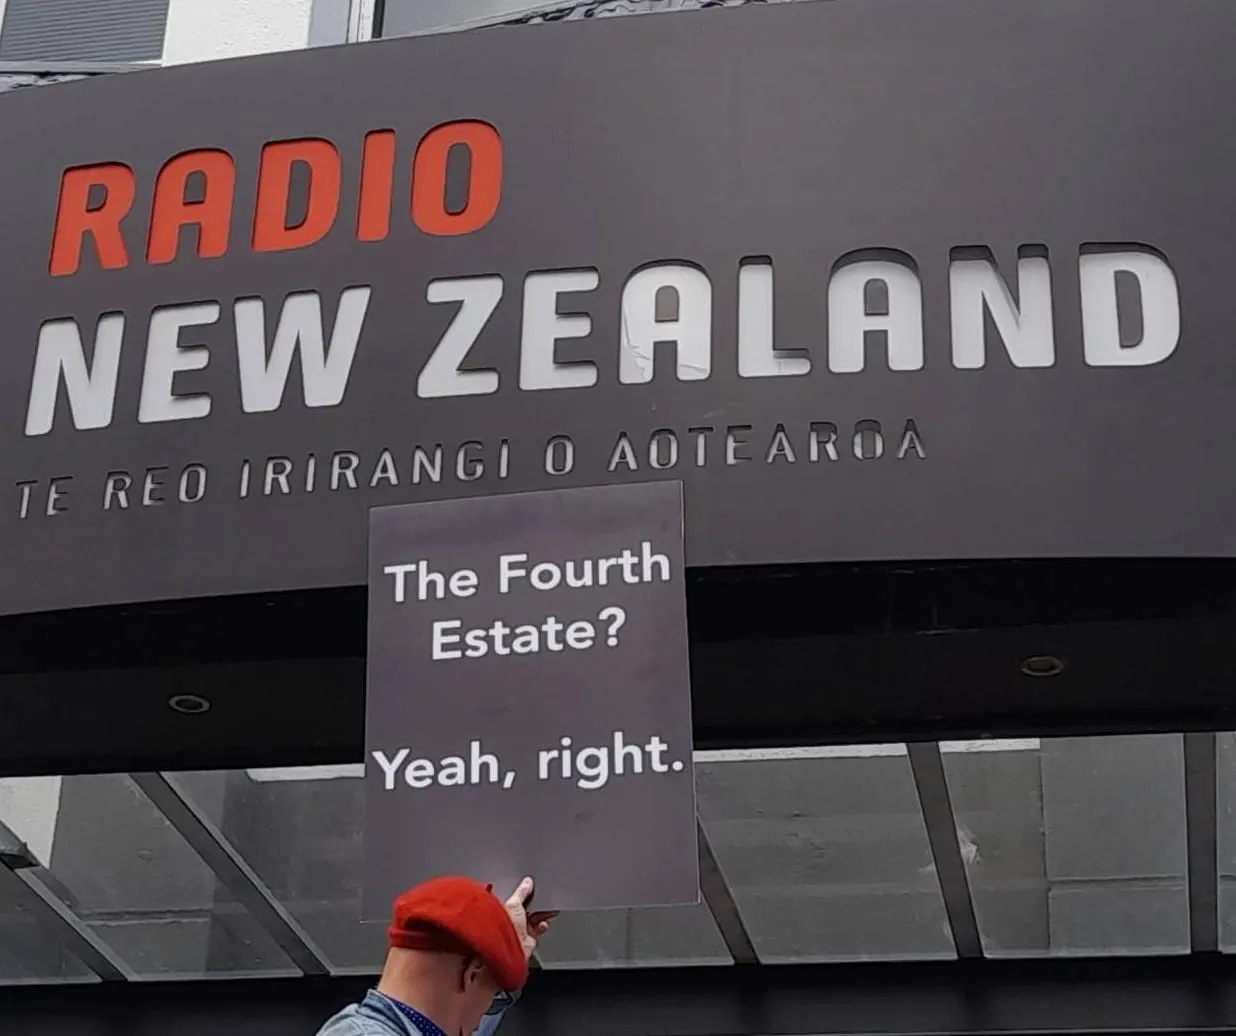 RADIO
NEW ZEALAND
TE REO IRIRANGI O AOTEAROA
The Fourth
Estate?
Yeah, right.